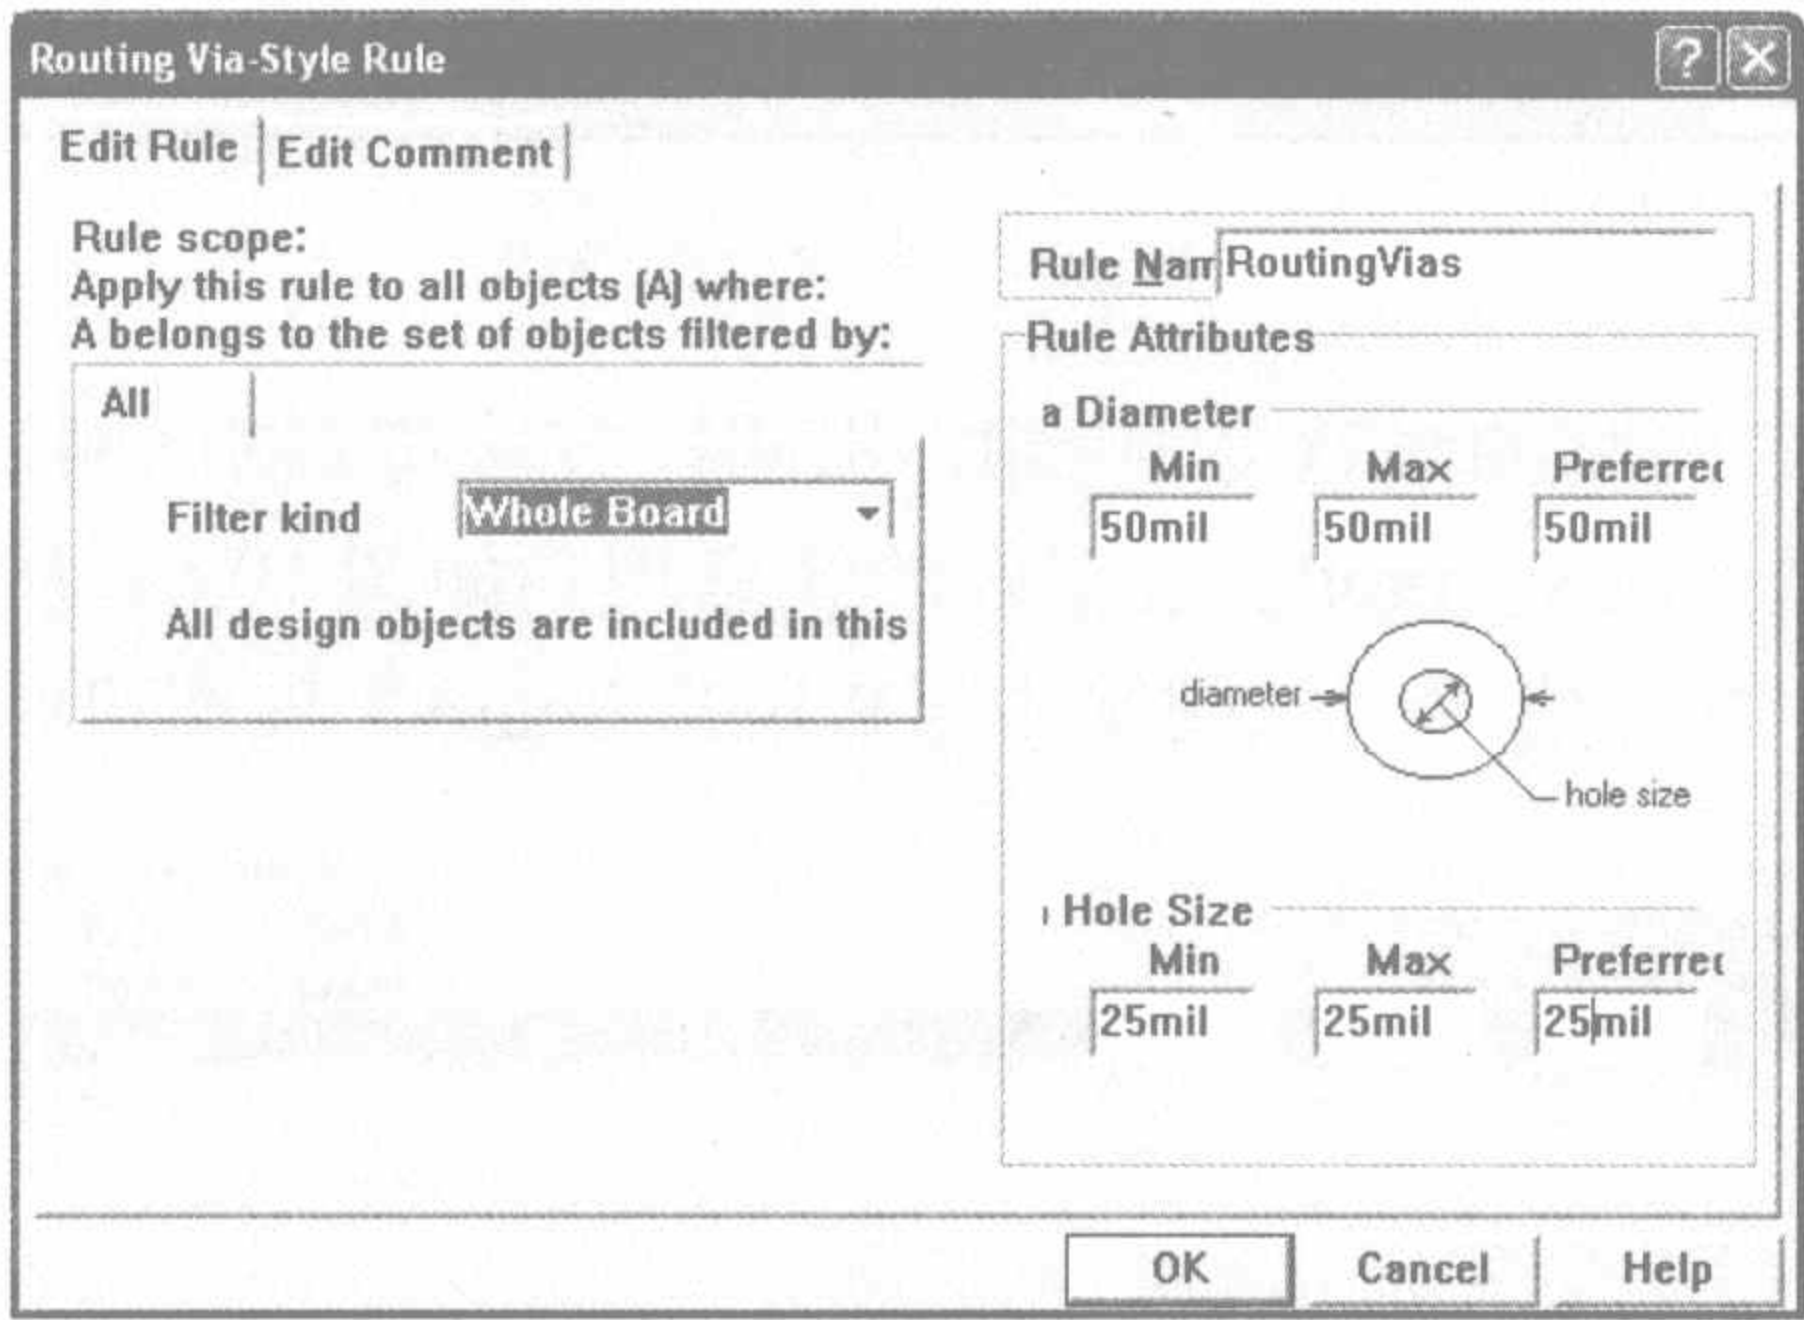 Routing Via-Style Rule
Edit Rule Edit Comment
Rule scope:
Apply this rule to all objects (A) where:
A belongs to the set of objects filtered by:
All
Filter kind Whole Board
All design objects are included in this
Rule Nam RoutingVias
Rule Attributes
a Diameter
Min Max Preferred
50mil 50mil 50mil
diameter
hole size
Hole Size
Min Max Preferred
25mil 25mil 25mil
OK Cancel Help